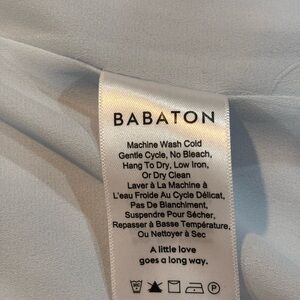 BABATON
Machine Wash Cold
Gentle Cycle, No Bleach,
Hang To Dry, Low Iron,
Or Dry Clean
Laver à La Machine à
L'eau Froide Au Cycle Délicat,
Pas De Blanchiment,
Suspendre Pour Sécher,
Repasser à Basse Température,
Ou Nettoyer à Sec
A little love
goes a long way.